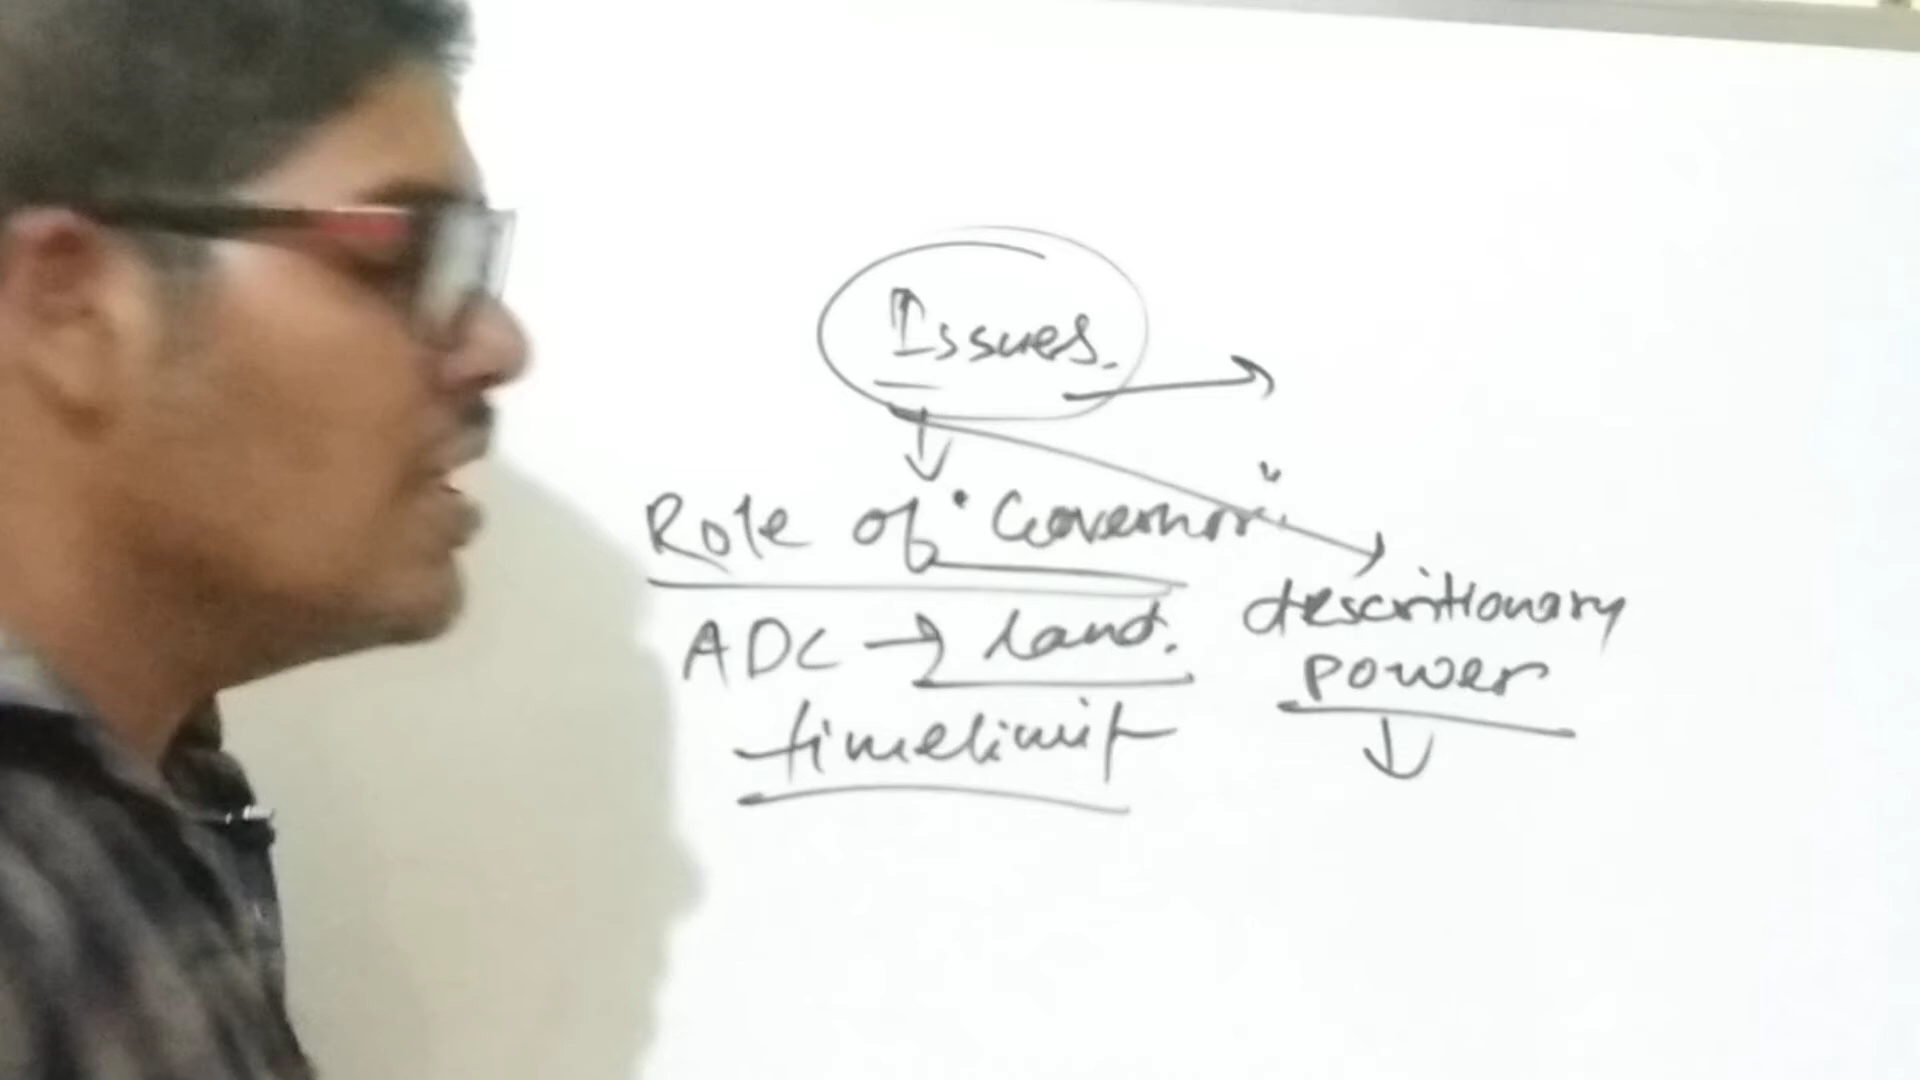 Issues.
Role of "Governor"
ADC → land.
timelimit
descritionary
power